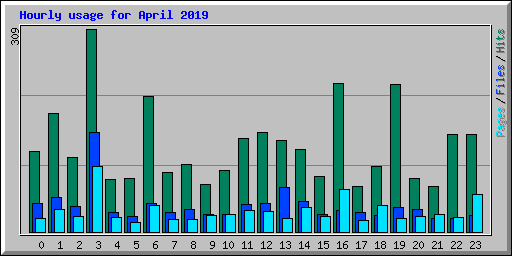 Hourly usage for April 2019
309
Pages / Files / Hits
0 1 2 3 4 5 6 7 8 9 10 11 12 13 14 15 16 17 18 19 20 21 22 23